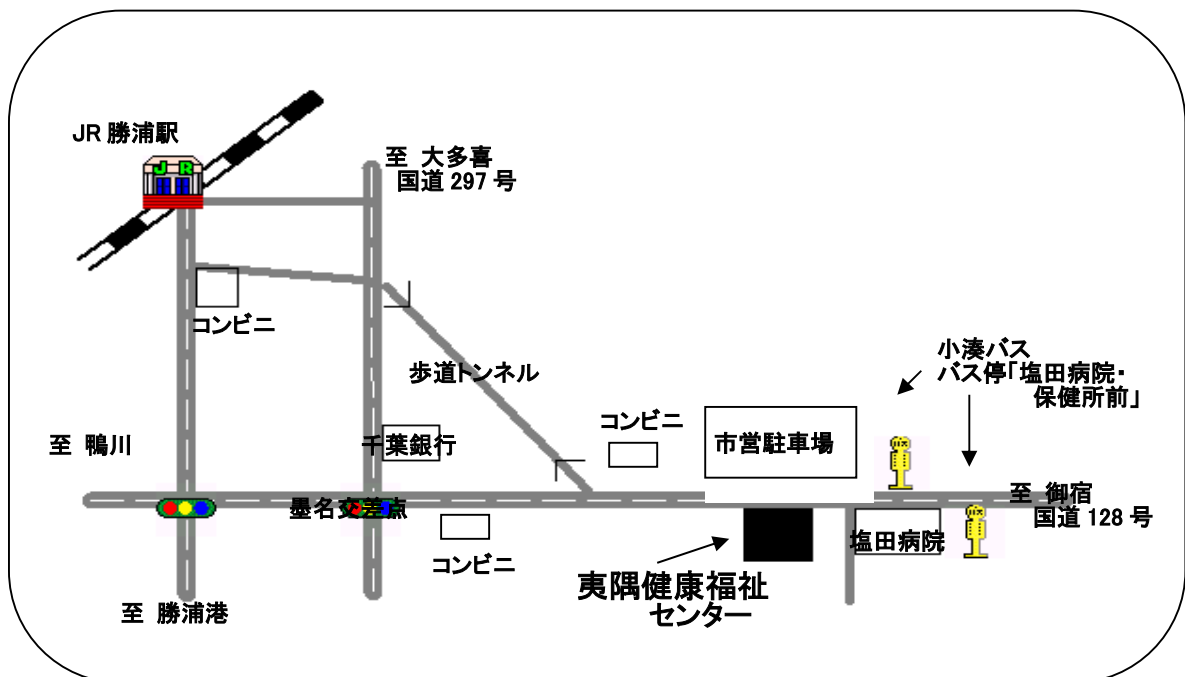 JR 勝浦駅
JR
至 大多喜
国道 297 号
コンビニ
歩道トンネル
小湊バス
バス停「塩田病院・
保健所前」
コンビニ
至 鴨川
千葉銀行
市営駐車場
墨名交差点
至 御宿
国道 128 号
コンビニ
塩田病院
夷隅健康福祉
センター
至 勝浦港